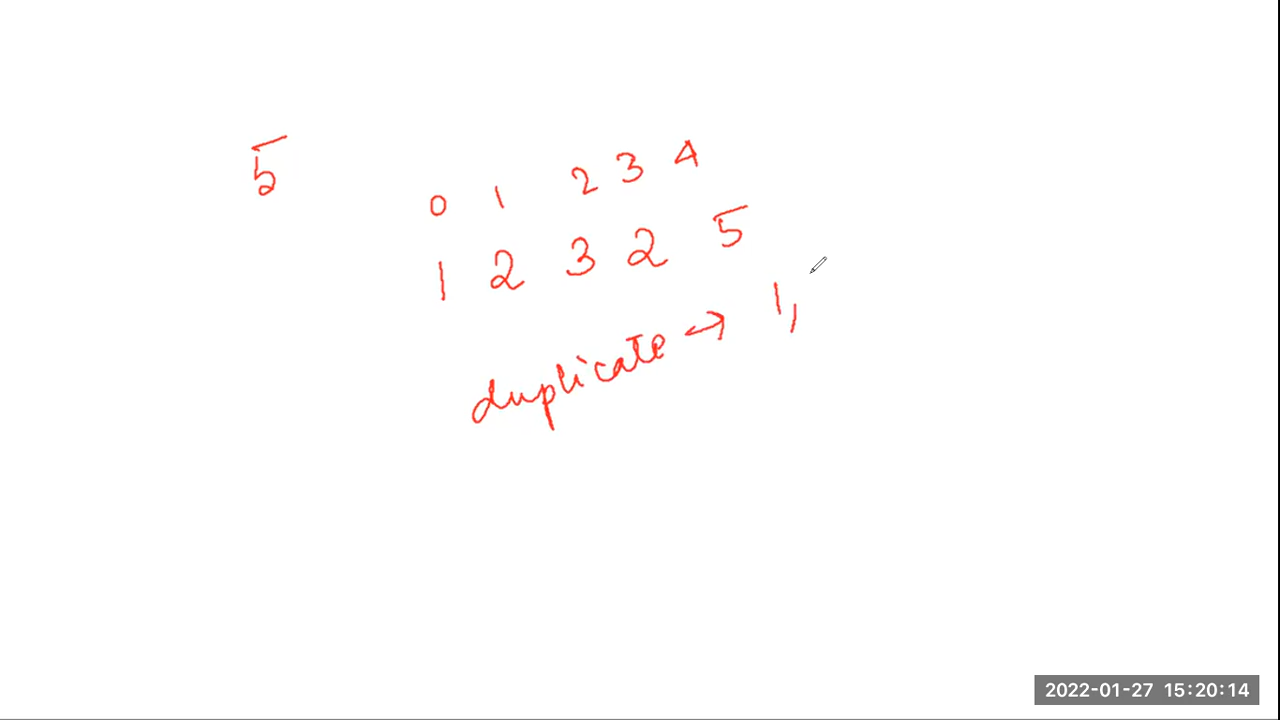 5
0 1 2 3 4
1 2 3 2 5
duplicate → 1,
2022-01-27 15:20:14